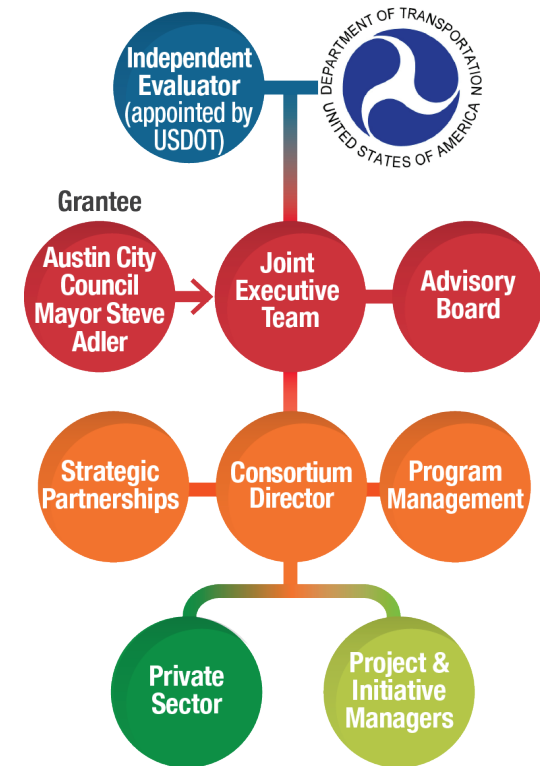 Independent
Evaluator
(appointed by
USDOT)
DEPARTMENT OF TRANSPORTATION
UNITED STATES OF AMERICA
Grantee
Austin City
Council
Mayor Steve
Adler
Joint
Executive
Team
Advisory
Board
Strategic
Partnerships
Consortium
Director
Program
Management
Private
Sector
Project &
Initiative
Managers